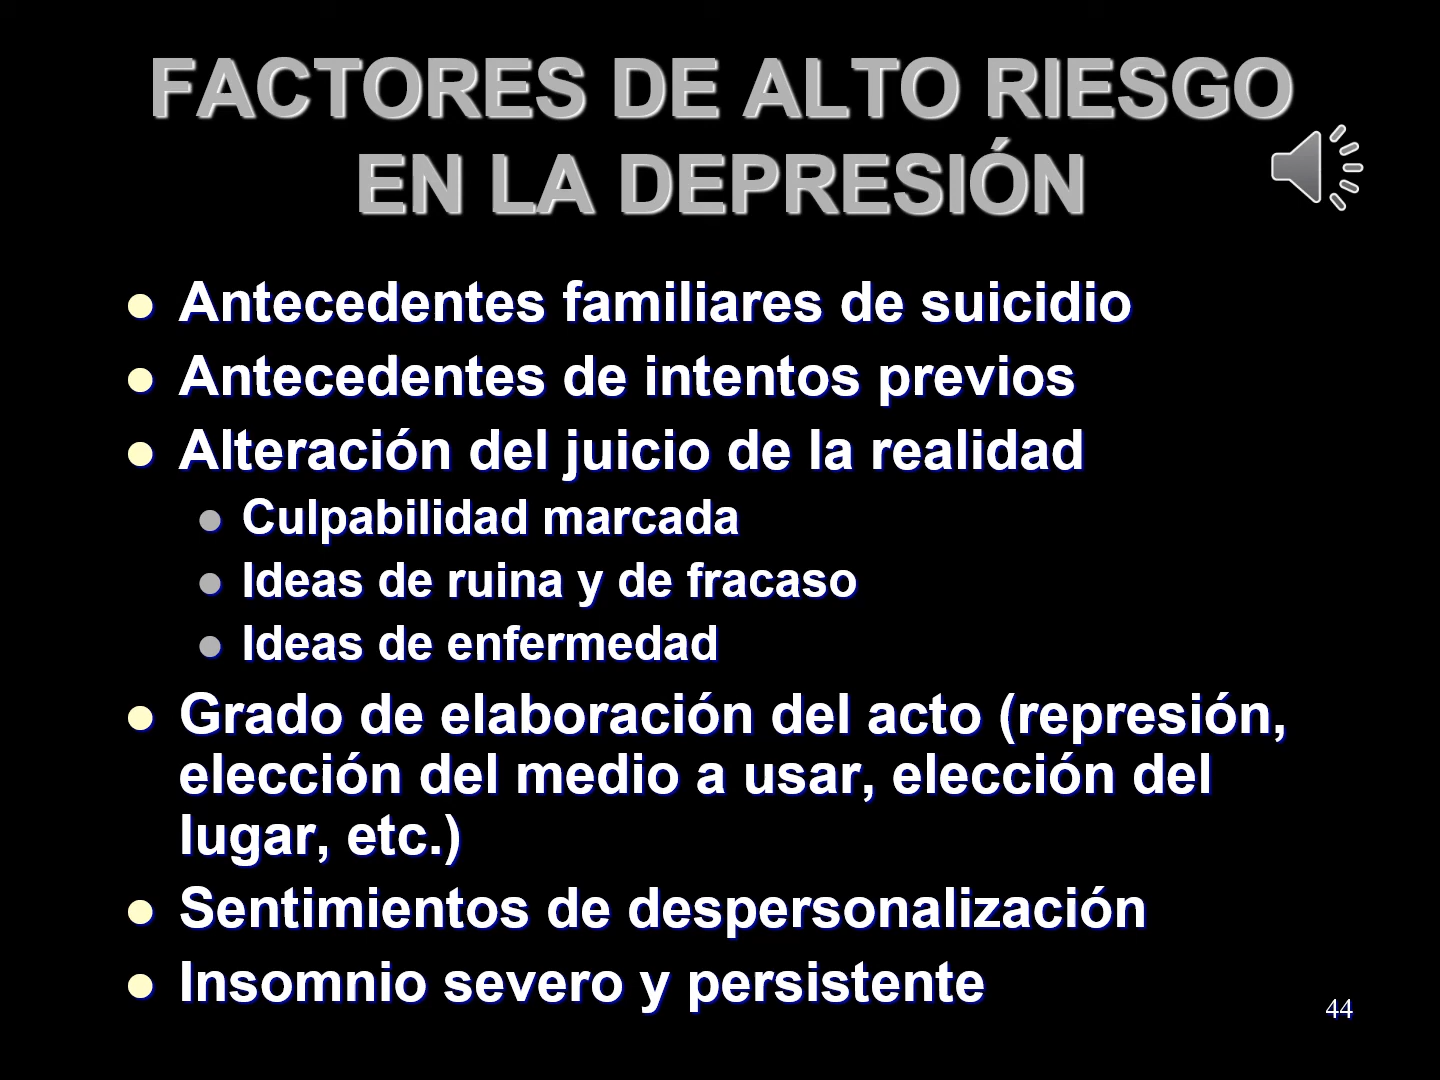 FACTORES DE ALTO RIESGO
EN LA DEPRESIÓN
Antecedentes familiares de suicidio
Antecedentes de intentos previos
Alteración del juicio de la realidad
Culpabilidad marcada
Ideas de ruina y de fracaso
Ideas de enfermedad
Grado de elaboración del acto (represión,
elección del medio a usar, elección del
lugar, etc.)
Sentimientos de despersonalización
Insomnio severo y persistente
44